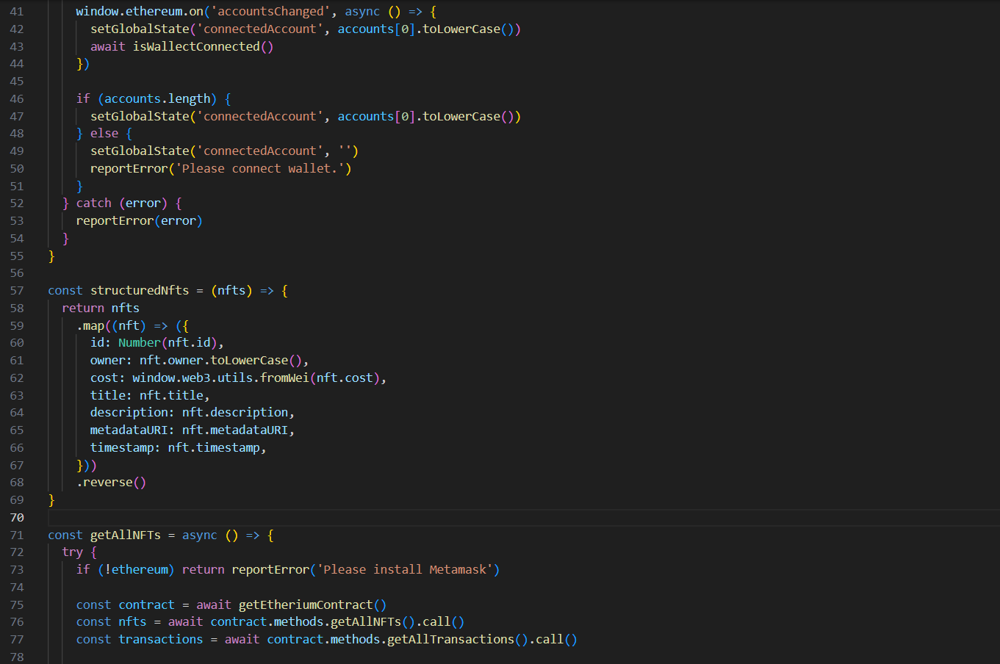 41 window.ethereum.on('accountsChanged', async () => {
42 setGlobalState('connectedAccount', accounts[0].toLowerCase())
43 await isWallectConnected()
44 })
45
46 if (accounts.length) {
47 setGlobalState('connectedAccount', accounts[0].toLowerCase())
48 } else {
49 setGlobalState('connectedAccount', '')
50 reportError('Please connect wallet.')
51 }
52 } catch (error) {
53 reportError(error)
54 }
55 }
56
57 const structuredNfts = (nfts) => {
58 return nfts
59 .map((nft) => ({
60 id: Number(nft.id),
61 owner: nft.owner.toLowerCase(),
62 cost: window.web3.utils.fromWei(nft.cost),
63 title: nft.title,
64 description: nft.description,
65 metadataURI: nft.metadataURI,
66 timestamp: nft.timestamp,
67 }))
68 .reverse()
69 }
70
71 const getAllNFTs = async () => {
72 try {
73 if (!ethereum) return reportError('Please install Metamask')
74
75 const contract = await getEtheriumContract()
76 const nfts = await contract.methods.getAllNFTs().call()
77 const transactions = await contract.methods.getAllTransactions().call()
78